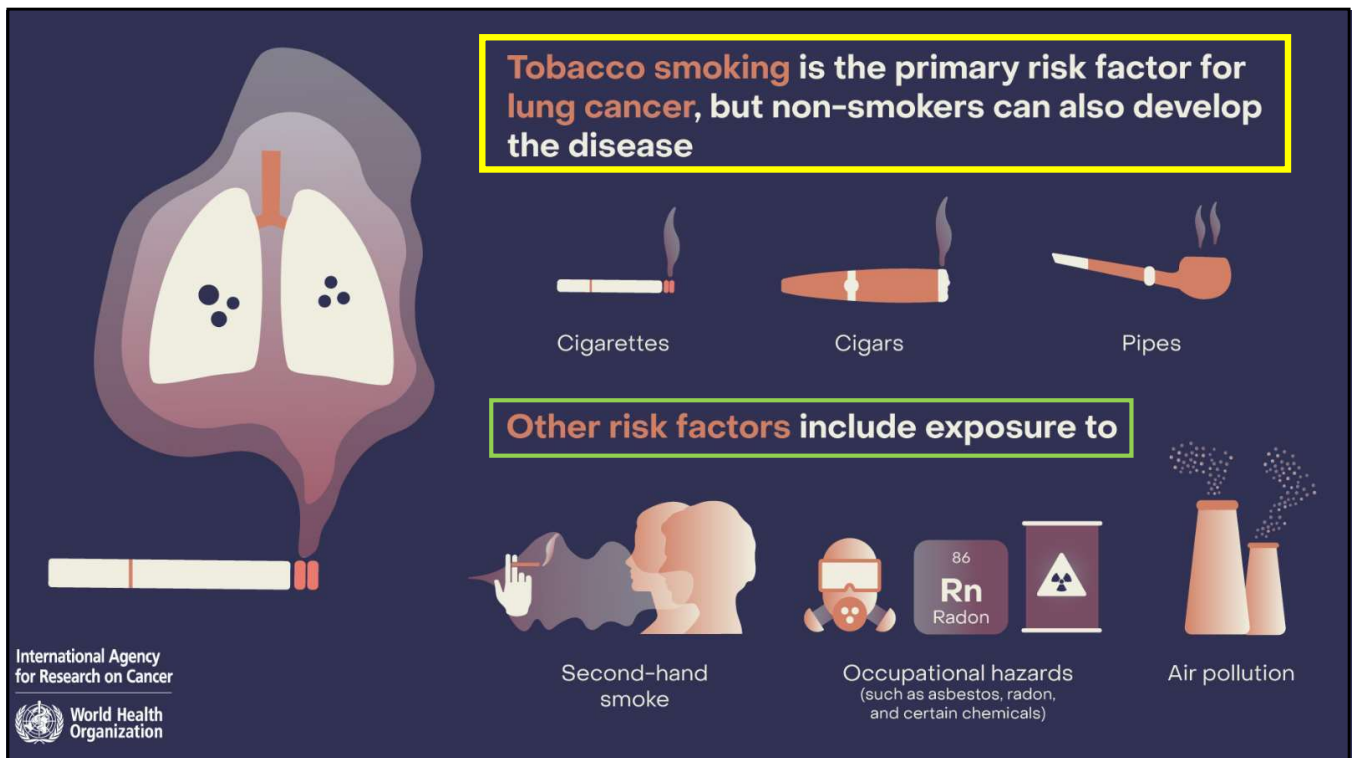 Tobacco smoking is the primary risk factor for
lung cancer, but non-smokers can also develop
the disease
Cigarettes
Cigars
Pipes
Other risk factors include exposure to
86
Rn
Radon
Second-hand
smoke
Occupational hazards
(such as asbestos, radon,
and certain chemicals)
Air pollution
International Agency
for Research on Cancer
World Health
Organization